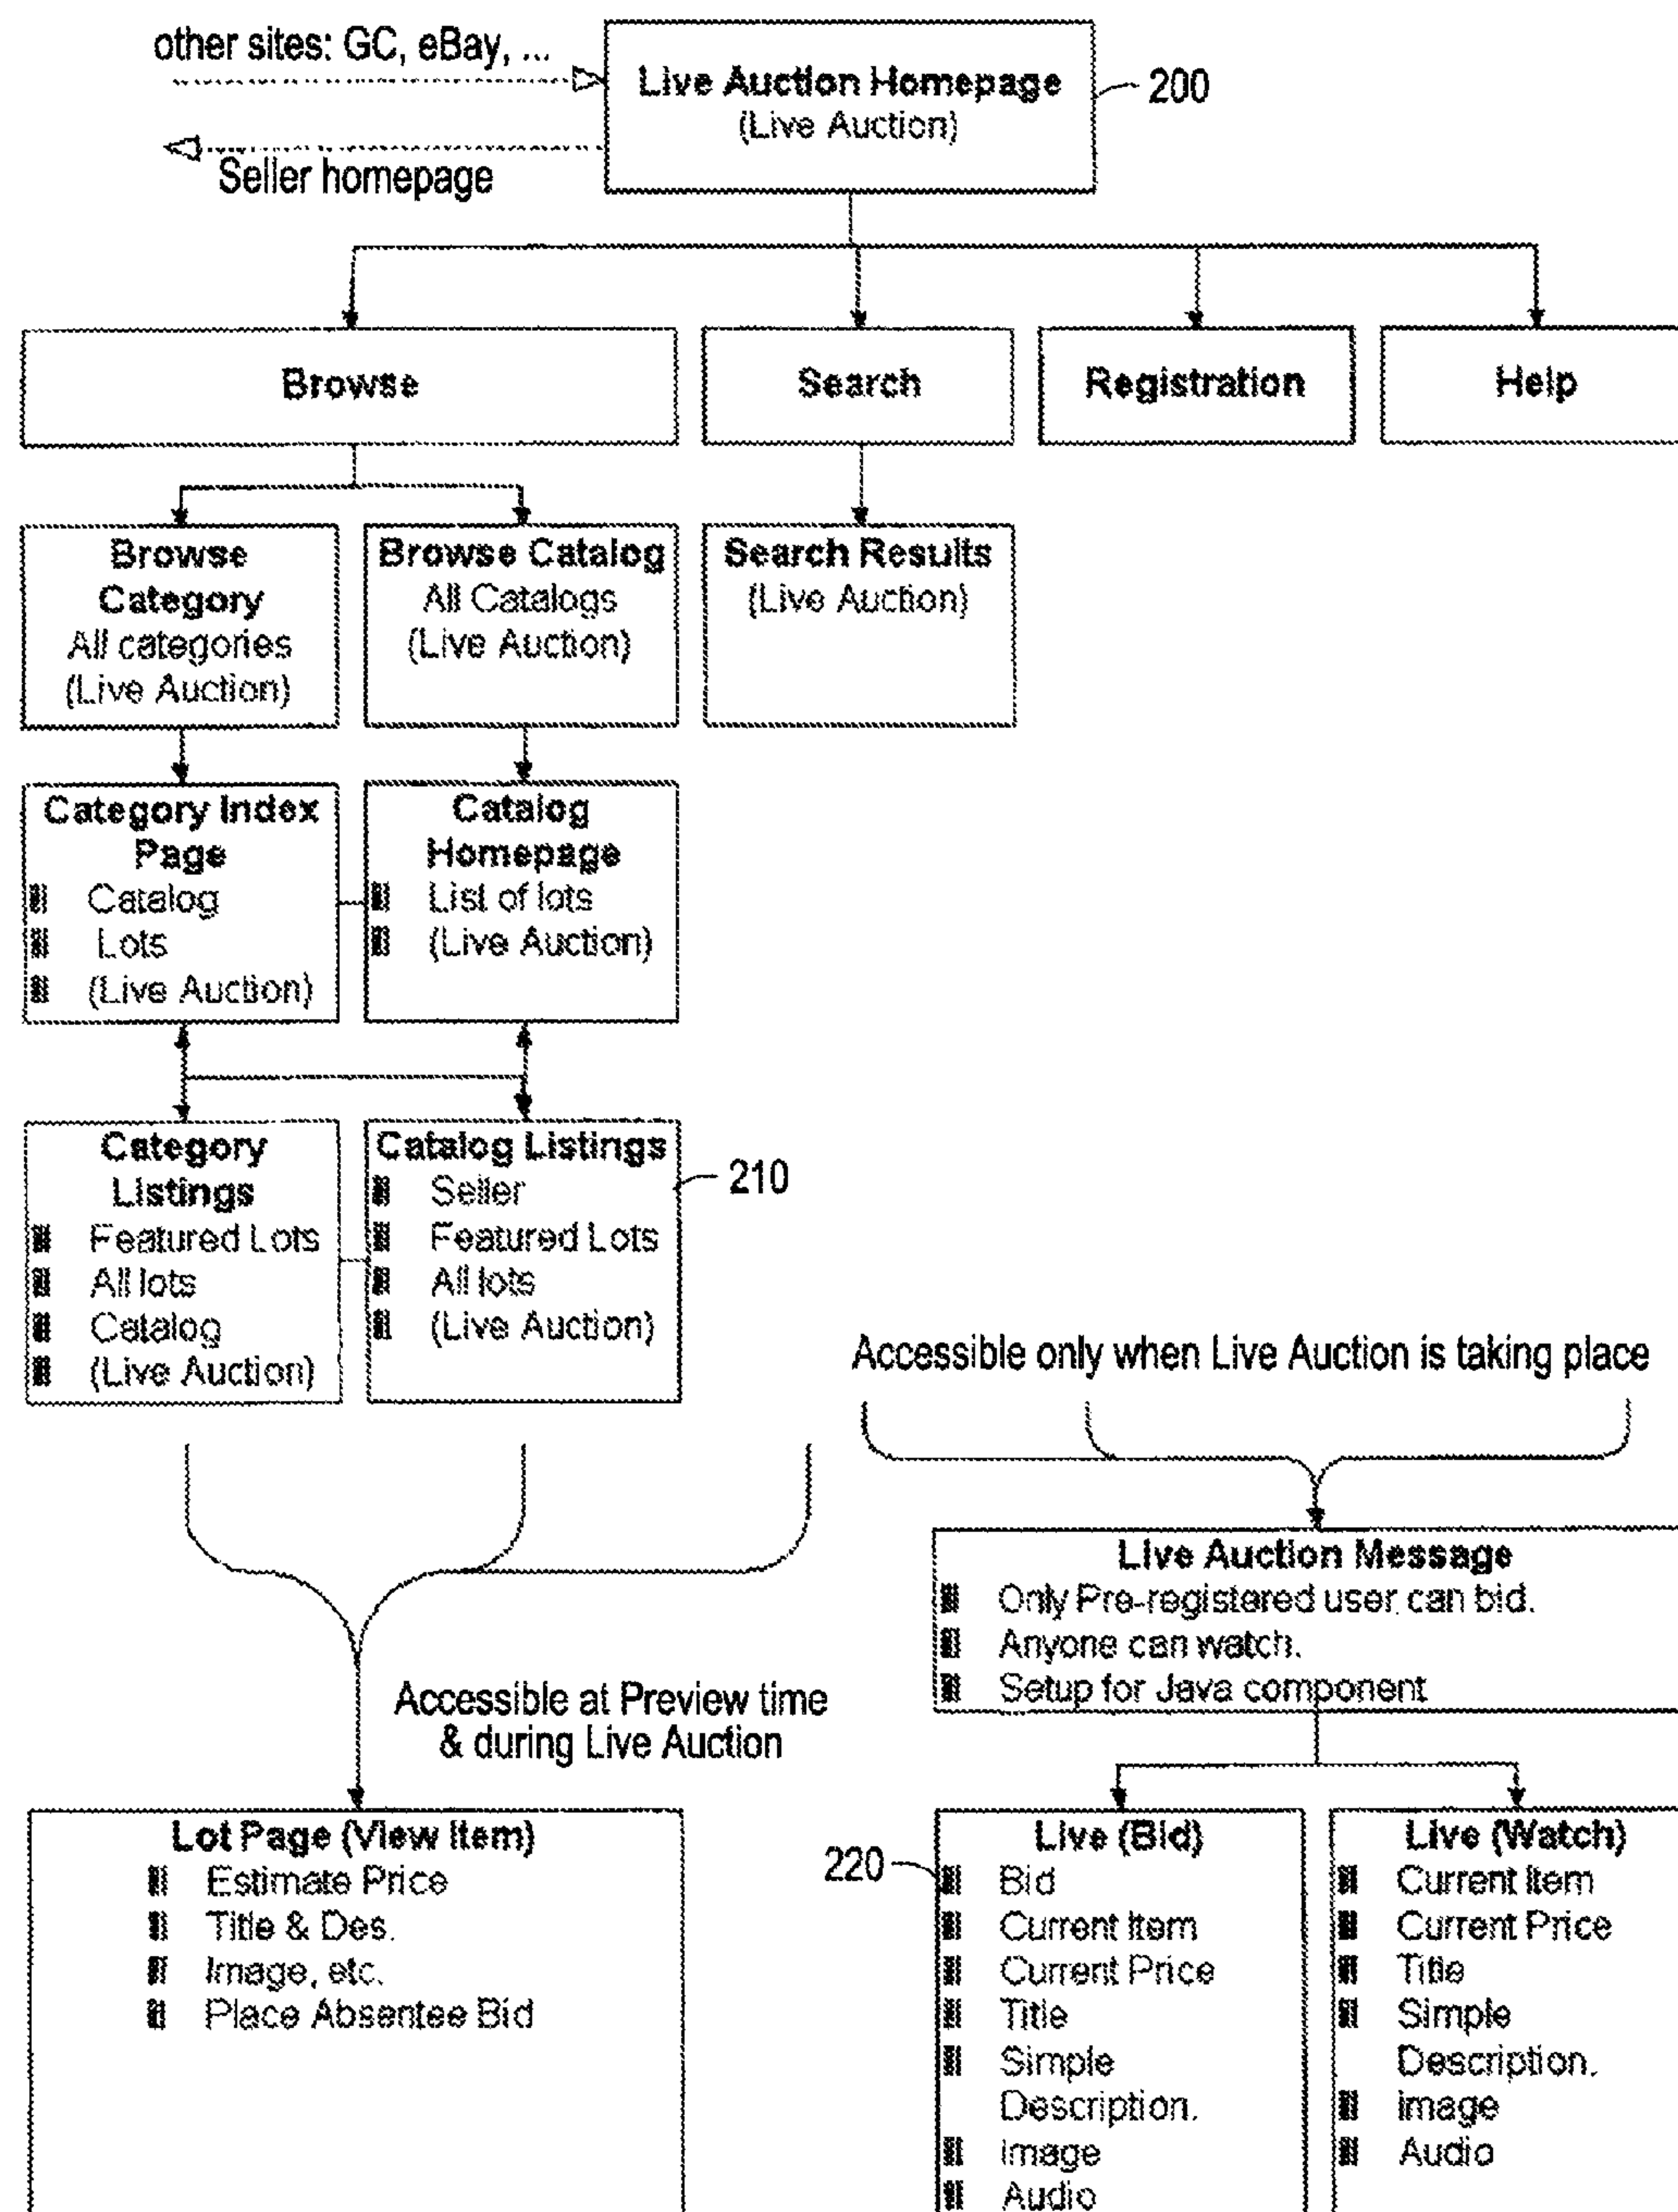 other sites: GC, eBay, ...
Live Auction Homepage
(Live Auction)
200
Seller homepage
Browse
Search
Registration
Help
Browse
Category
All categories
(Live Auction)
Browse Catalog
All Catalogs
(Live Auction)
Search Results
(Live Auction)
Category Index
Page
Catalog
Lots
(Live Auction)
Catalog
Homepage
List of lots
(Live Auction)
Category
Listings
Featured Lots
All lots
Catalog
(Live Auction)
Catalog Listings
Seller
Featured Lots
All lots
(Live Auction)
210
Accessible only when Live Auction is taking place
Live Auction Message
Only Pre-registered user can bid.
Anyone can watch.
Setup for Java component
Accessible at Preview time
& during Live Auction
Lot Page (View Item)
Estimate Price
Title & Des.
Image, etc.
Place Absentee Bid
220
Live (Bid)
Bid
Current Item
Current Price
Title
Simple
Description.
Image
Audio
Live (Watch)
Current Item
Current Price
Title
Simple
Description.
Image
Audio